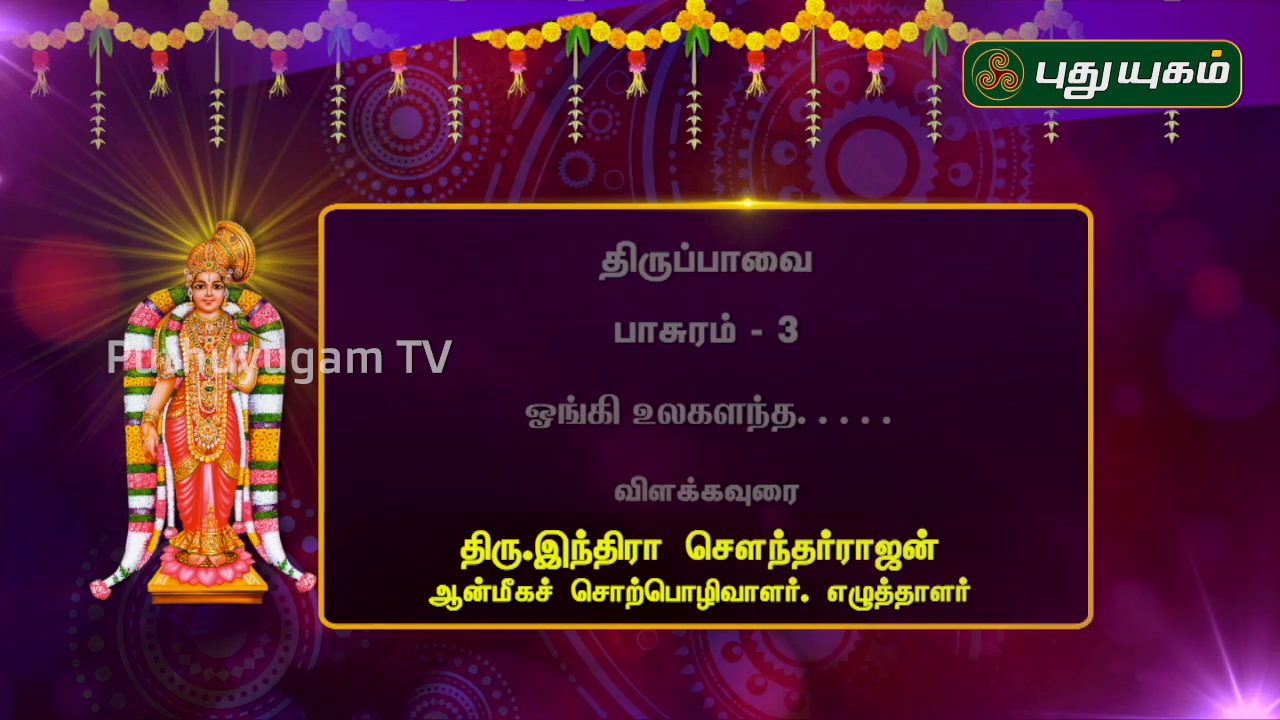 புதுயுகம்
திருப்பாவை
பாசுரம் - 3
Puthuyugam TV
ஓங்கி உலகளந்த. . . . .
விளக்கவுரை
திரு.இந்திரா சௌந்தர்ராஜன்
ஆன்மீகச் சொற்பொழிவாளர். எழுத்தாளர்